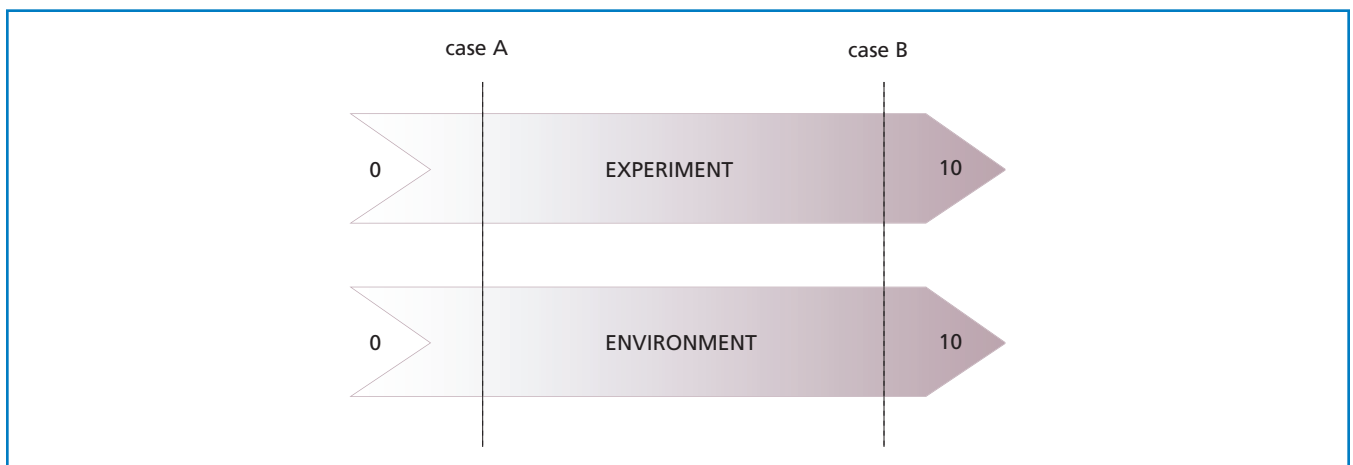 case A
case B
0
EXPERIMENT
10
0
ENVIRONMENT
10